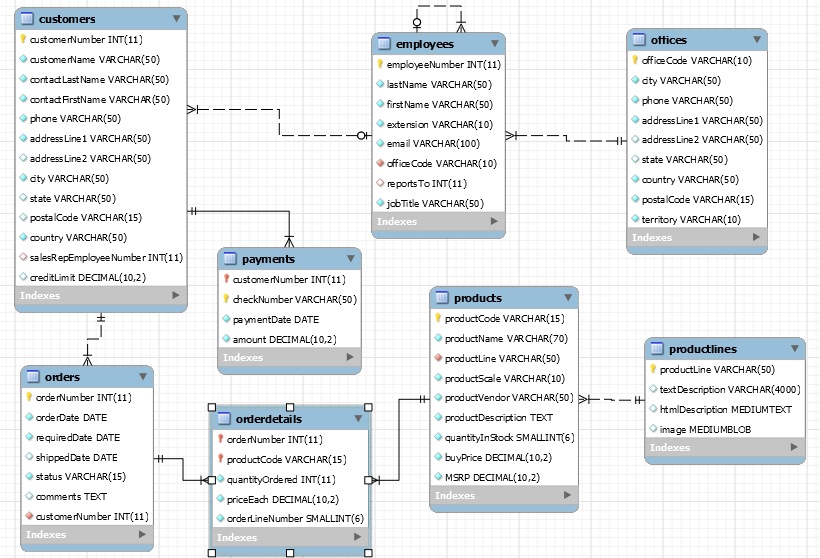 customers
customerNumber INT(11)
customerName VARCHAR(50)
contactLastName VARCHAR(50)
contactFirstName VARCHAR(50)
phone VARCHAR(50)
addressLine1 VARCHAR(50)
addressLine2 VARCHAR(50)
city VARCHAR(50)
state VARCHAR(50)
postalCode VARCHAR(15)
country VARCHAR(50)
salesRepEmployeeNumber INT(11)
creditLimit DECIMAL(10,2)
Indexes
employees
employeeNumber INT(11)
lastName VARCHAR(50)
firstName VARCHAR(50)
extension VARCHAR(10)
email VARCHAR(100)
officeCode VARCHAR(10)
reportsTo INT(11)
jobTitle VARCHAR(50)
Indexes
offices
officeCode VARCHAR(10)
city VARCHAR(50)
phone VARCHAR(50)
addressLine1 VARCHAR(50)
addressLine2 VARCHAR(50)
state VARCHAR(50)
country VARCHAR(50)
postalCode VARCHAR(15)
territory VARCHAR(10)
Indexes
payments
customerNumber INT(11)
checkNumber VARCHAR(50)
paymentDate DATE
amount DECIMAL(10,2)
Indexes
products
productCode VARCHAR(15)
productName VARCHAR(70)
productLine VARCHAR(50)
productScale VARCHAR(10)
productVendor VARCHAR(50)
productDescription TEXT
quantityInStock SMALLINT(6)
buyPrice DECIMAL(10,2)
MSRP DECIMAL(10,2)
Indexes
productlines
productLine VARCHAR(50)
textDescription VARCHAR(4000)
htmlDescription MEDIUMTEXT
image MEDIUMBLOB
Indexes
orders
orderNumber INT(11)
orderDate DATE
requiredDate DATE
shippedDate DATE
status VARCHAR(15)
comments TEXT
customerNumber INT(11)
Indexes
orderdetails
orderNumber INT(11)
productCode VARCHAR(15)
quantityOrdered INT(11)
priceEach DECIMAL(10,2)
orderLineNumber SMALLINT(6)
Indexes